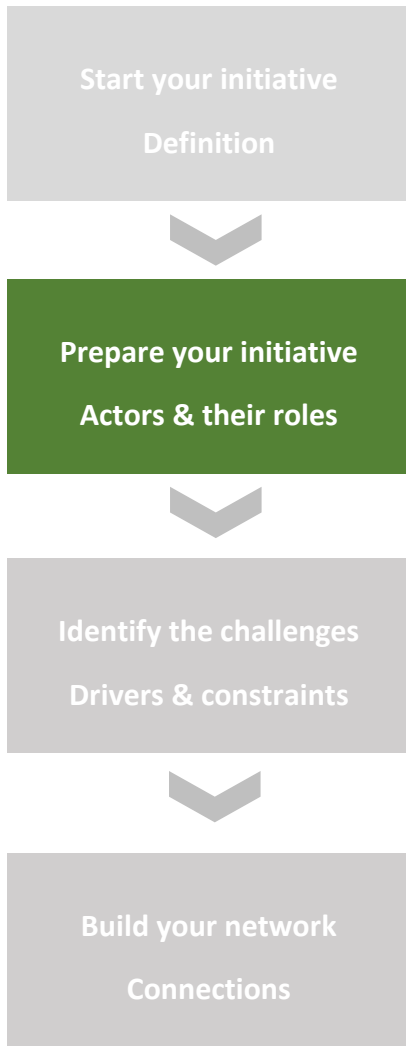 Start your initiative
Definition
Prepare your initiative
Actors & their roles
Identify the challenges
Drivers & constraints
Build your network
Connections